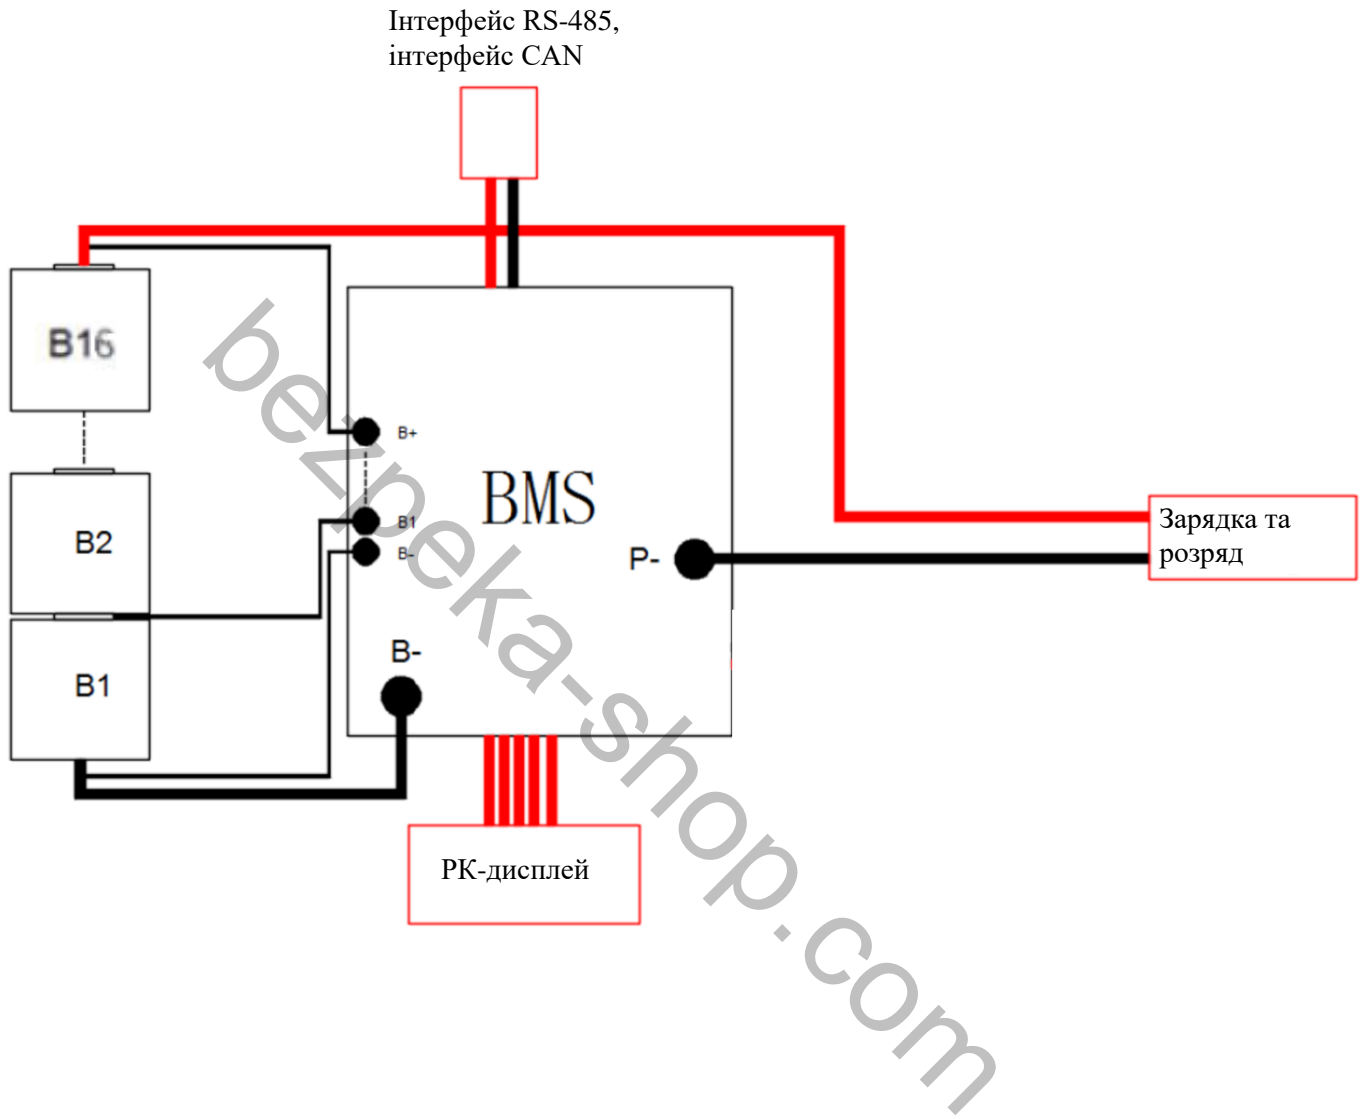 Інтерфейс RS-485,
інтерфейс CAN
B16
B+
BMS
B1
B-
B2
P-
Зарядка та
розряд
B-
B1
РК-дисплей
bezpeka-shop.com